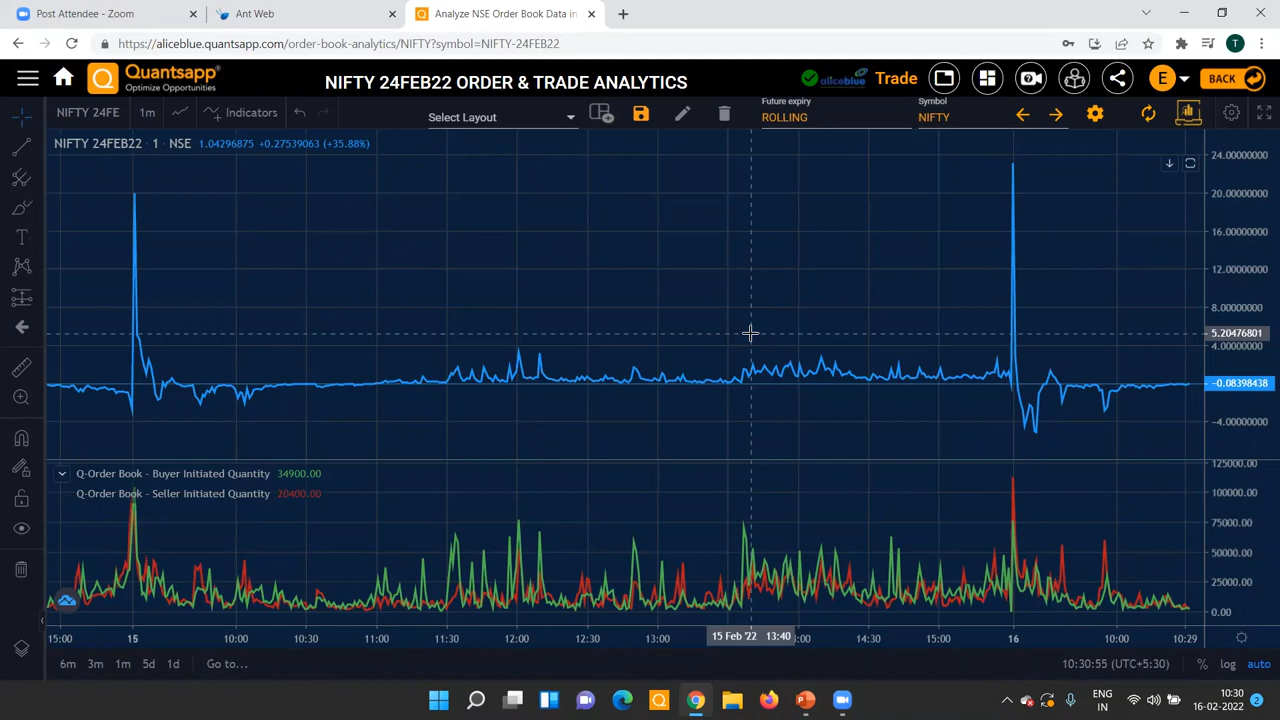 Post Attendee - Zoom
Ant Web
Analyze NSE Order Book Data in
https://aliceblue.quantsapp.com/order-book-analytics/NIFTY?symbol=NIFTY-24FEB22
T
Quantsapp
Optimize Opportunities
NIFTY 24FEB22 ORDER & TRADE ANALYTICS
aliceblue
Trade
E
BACK
NIFTY 24FE
1m
Indicators
Select Layout
Future expiry
ROLLING
Symbol
NIFTY
NIFTY 24FEB22 · 1 · NSE 1.04296875 +0.27539063 (+35.88%)
24.00000000
20.00000000
16.00000000
12.00000000
8.00000000
5.20476801
4.00000000
−0.08398438
−4.00000000
Q-Order Book - Buyer Initiated Quantity 34900.00
Q-Order Book - Seller Initiated Quantity 20400.00
125000.00
100000.00
75000.00
50000.00
25000.00
0.00
15:00 15 10:00 10:30 11:00 11:30 12:00 12:30 13:00 15 Feb '22 13:40 :00 14:30 15:00 16 10:00 10:29
6m 3m 1m 5d 1d Go to...
10:30:55 (UTC+5:30) % log auto
ENG
IN
10:30
16-02-2022
2